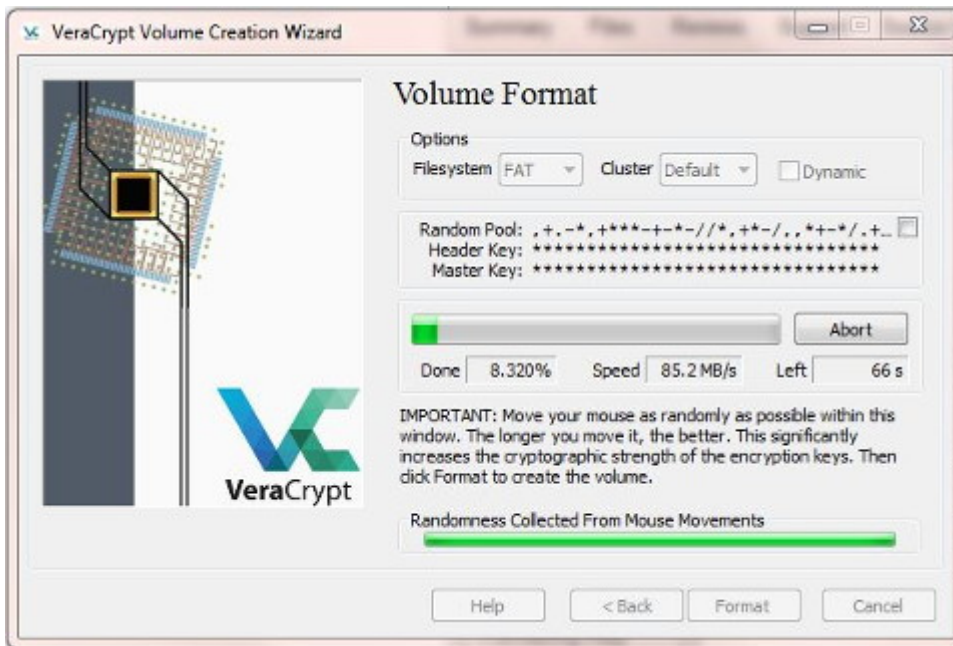 VeraCrypt Volume Creation Wizard
Volume Format
Options
Filesystem FAT Cluster Default Dynamic
Random Pool: ,+.-*,+***-+-*-//*,+*-/,,*+-*/.+...
Header Key: ********************************
Master Key: ********************************
Abort
Done 8.320% Speed 85.2 MB/s Left 66 s
IMPORTANT: Move your mouse as randomly as possible within this
window. The longer you move it, the better. This significantly
increases the cryptographic strength of the encryption keys. Then
click Format to create the volume.
VeraCrypt
Randomness Collected From Mouse Movements
Help < Back Format Cancel